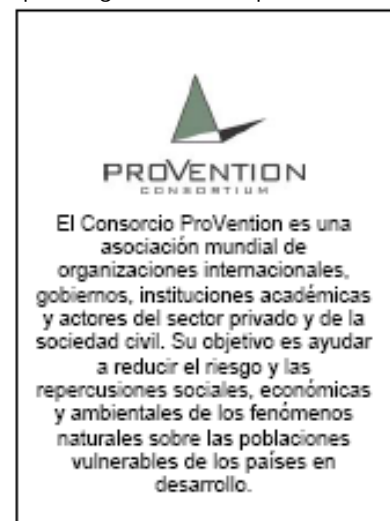 PROVENTION
CONSORTIUM
El Consorcio ProVention es una
asociación mundial de
organizaciones internacionales,
gobiernos, instituciones académicas
y actores del sector privado y de la
sociedad civil. Su objetivo es ayudar
a reducir el riesgo y las
repercusiones sociales, económicas
y ambientales de los fenómenos
naturales sobre las poblaciones
vulnerables de los países en
desarrollo.